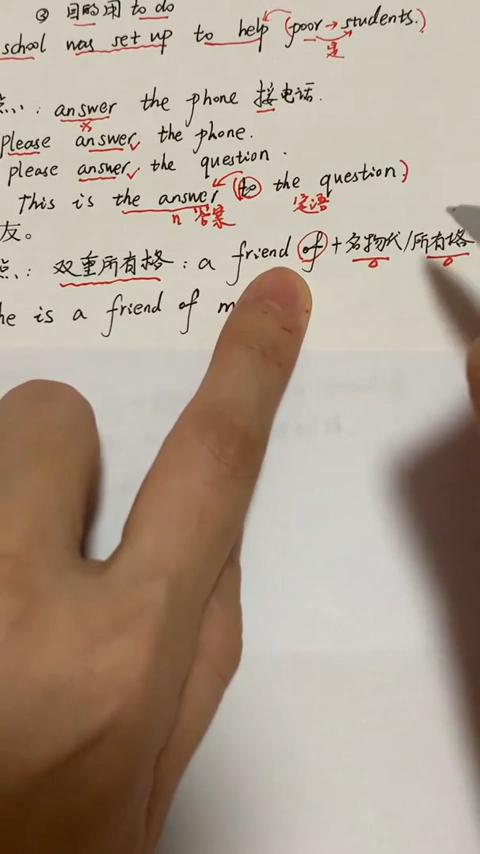 ③ 目的用 to do
school was set up to help (poor → students.)
是
点: answer the phone 接电话.
please answer the phone.
please answer the question.
This is the answer (to the question)
n 答案 定语
友。
点: 双重所有格: a friend of + 名物代/所有格
he is a friend of m